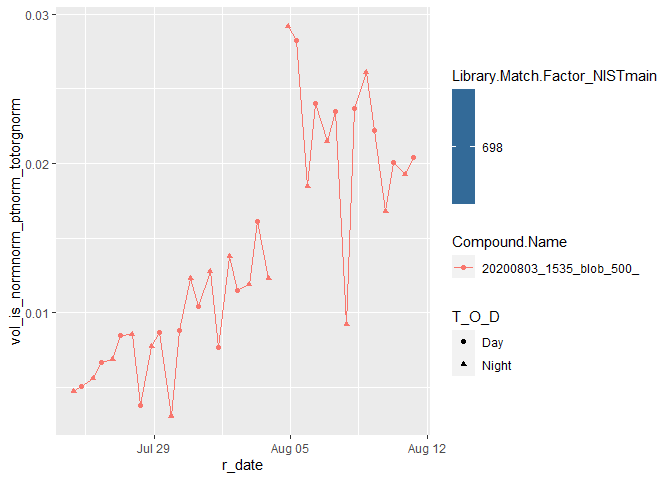 0.03
0.02
0.01
vol_is_normnorm_ptnorm_totorgnorm
Jul 29
Aug 05
Aug 12
r_date
Library.Match.Factor_NISTmain
698
Compound.Name
20200803_1535_blob_500_
T_O_D
Day
Night